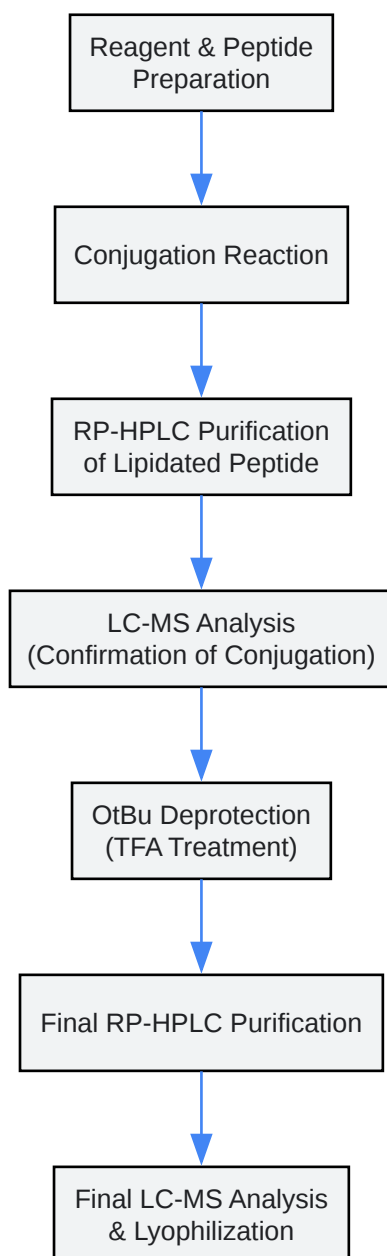 Reagent & Peptide
Preparation
Conjugation Reaction
RP-HPLC Purification
of Lipidated Peptide
LC-MS Analysis
(Confirmation of Conjugation)
OtBu Deprotection
(TFA Treatment)
Final RP-HPLC Purification
Final LC-MS Analysis
& Lyophilization